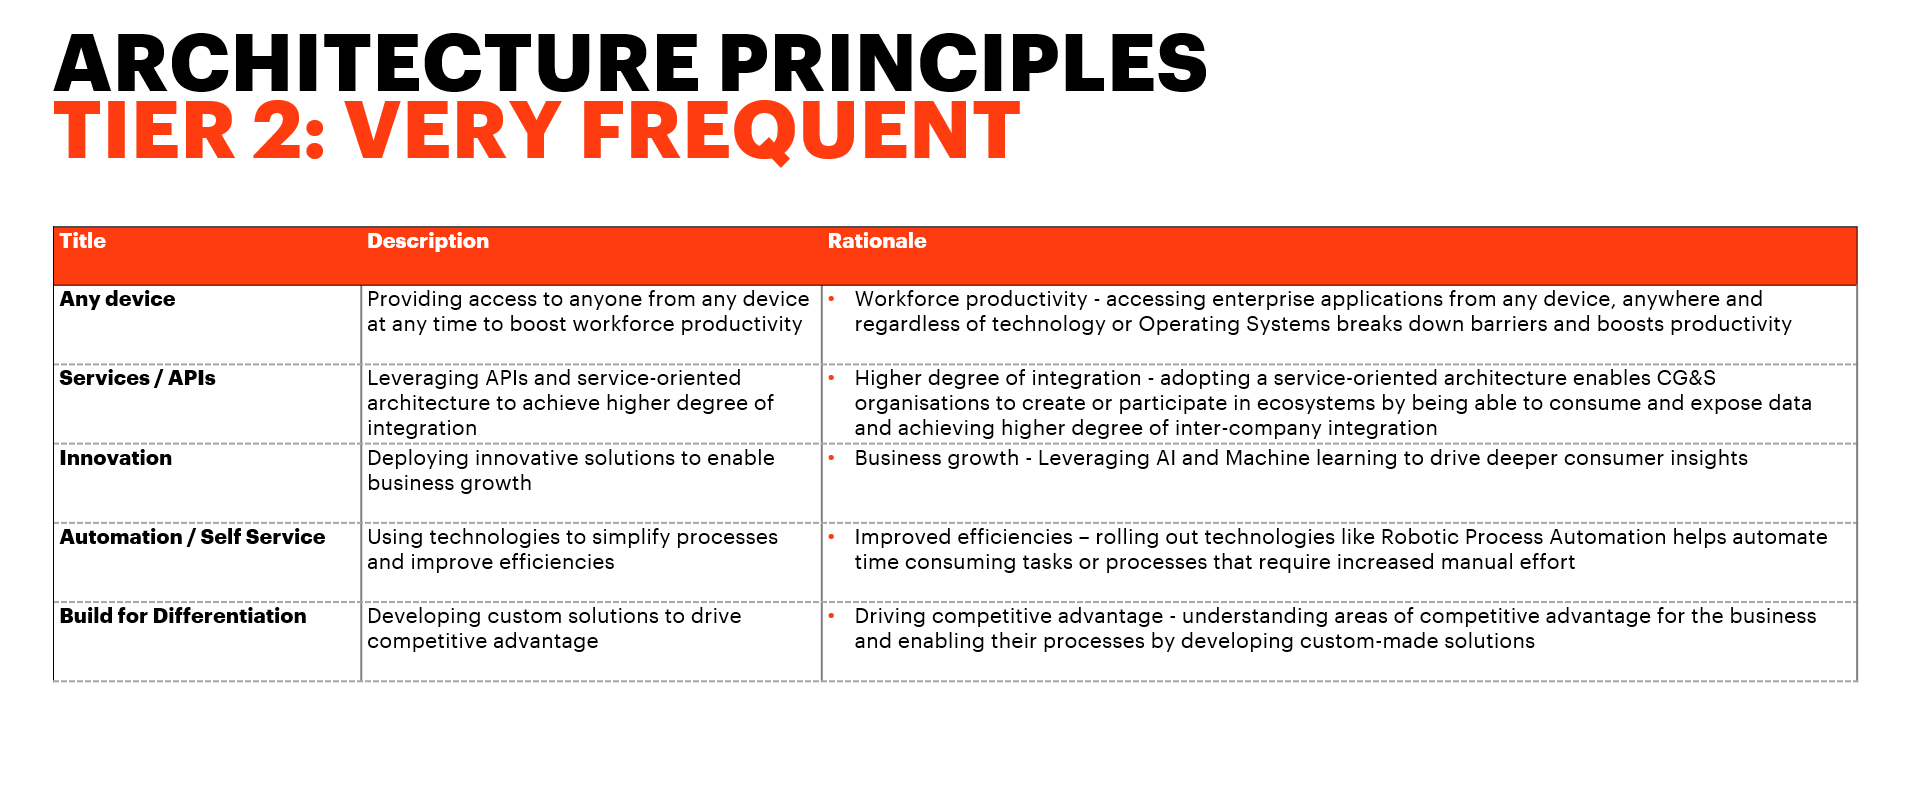 ARCHITECTURE PRINCIPLES
TIER 2: VERY FREQUENT
Title
Description
Rationale
Any device
Providing access to anyone from any device
at any time to boost workforce productivity
• Workforce productivity - accessing enterprise applications from any device, anywhere and
regardless of technology or Operating Systems breaks down barriers and boosts productivity
Services / APIs
Leveraging APIs and service-oriented
architecture to achieve higher degree of
integration
• Higher degree of integration - adopting a service-oriented architecture enables CG&S
organisations to create or participate in ecosystems by being able to consume and expose data
and achieving higher degree of inter-company integration
Innovation
Deploying innovative solutions to enable
business growth
• Business growth - Leveraging AI and Machine learning to drive deeper consumer insights
Automation / Self Service
Using technologies to simplify processes
and improve efficiencies
• Improved efficiencies – rolling out technologies like Robotic Process Automation helps automate
time consuming tasks or processes that require increased manual effort
Build for Differentiation
Developing custom solutions to drive
competitive advantage
• Driving competitive advantage - understanding areas of competitive advantage for the business
and enabling their processes by developing custom-made solutions